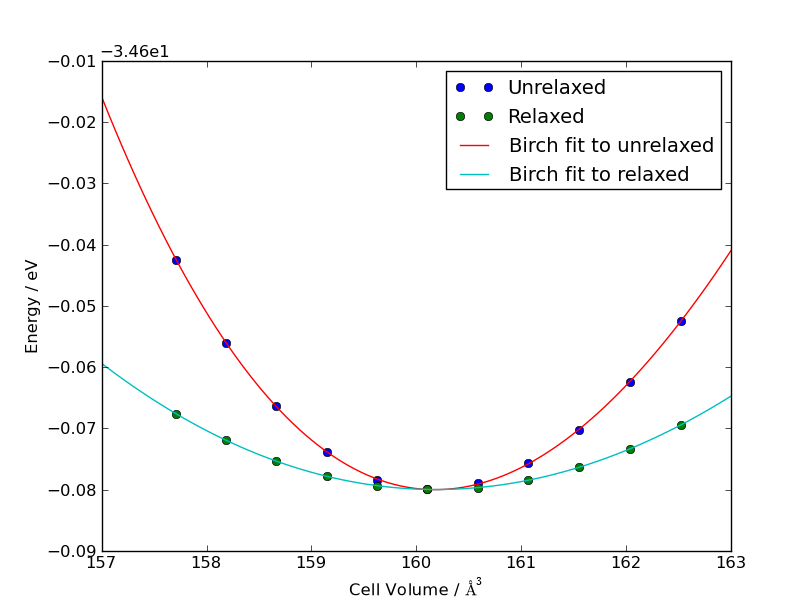 −3.46e1
−0.01
−0.02
−0.03
−0.04
−0.05
−0.06
−0.07
−0.08
−0.09
Energy / eV
Unrelaxed
Relaxed
Birch fit to unrelaxed
Birch fit to relaxed
157 158 159 160 161 162 163
Cell Volume / Å³